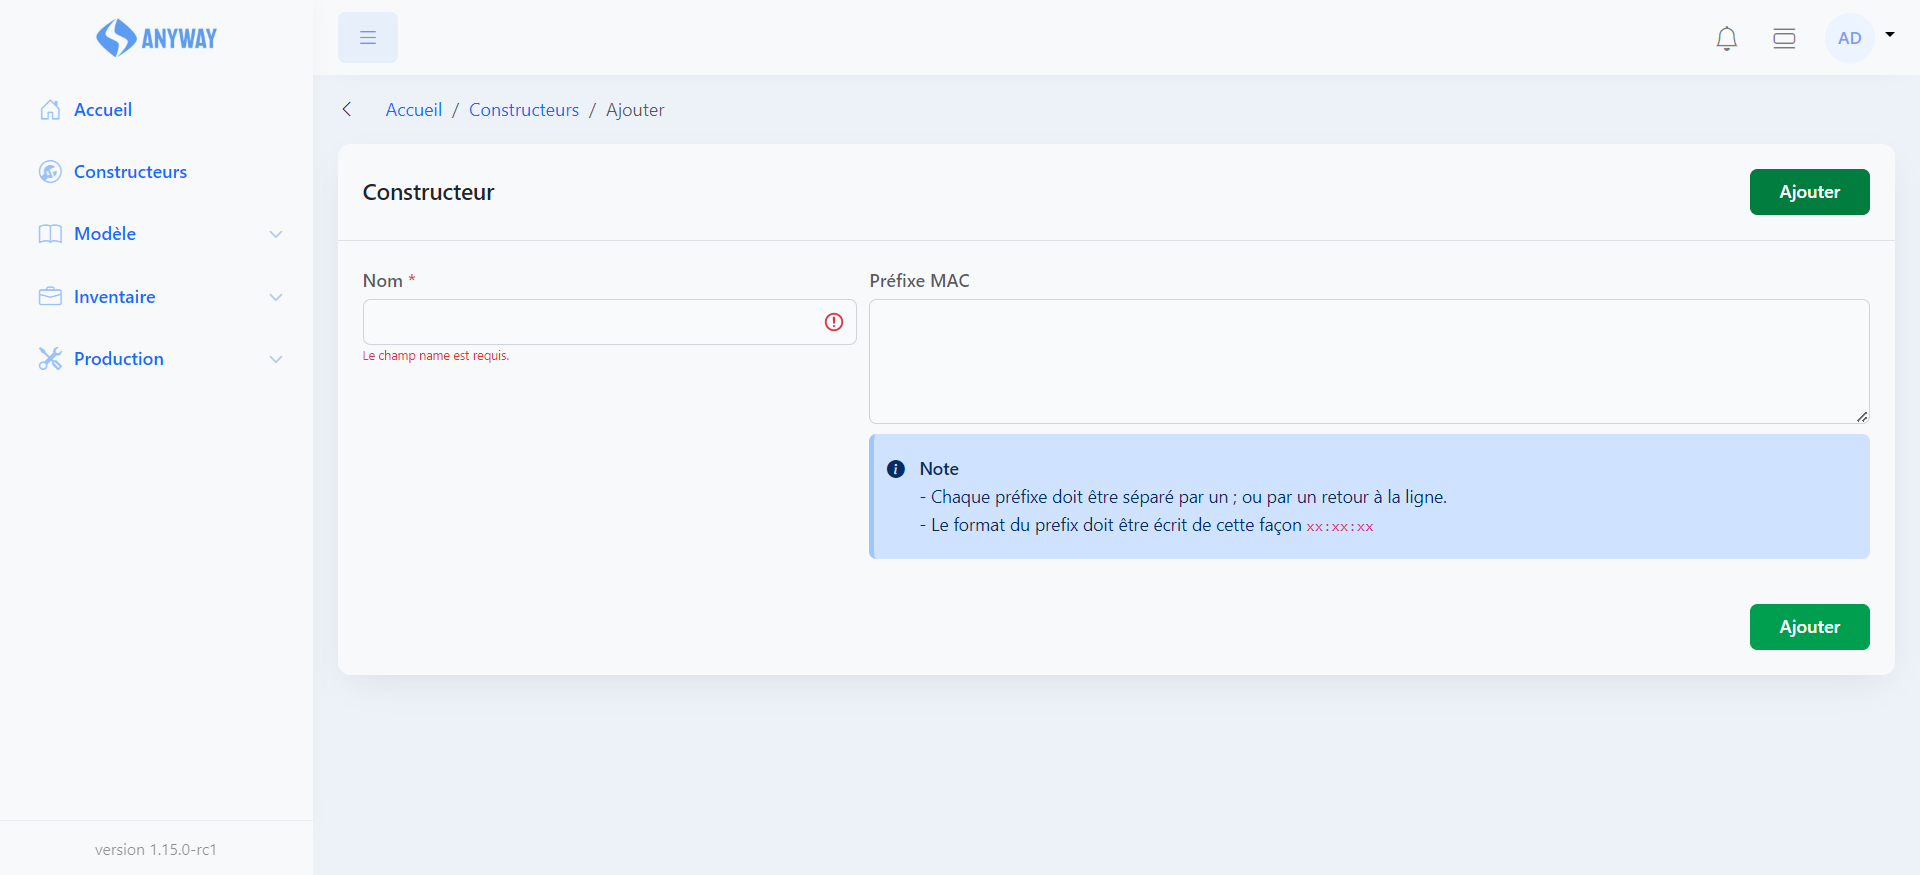 ANYWAY
AD
Accueil
Constructeurs
Modèle
Inventaire
Production
version 1.15.0-rc1
Accueil / Constructeurs / Ajouter
Constructeur
Ajouter
Nom *
Le champ name est requis.
Préfixe MAC
Note
- Chaque préfixe doit être séparé par un ; ou par un retour à la ligne.
- Le format du prefix doit être écrit de cette façon xx:xx:xx
Ajouter